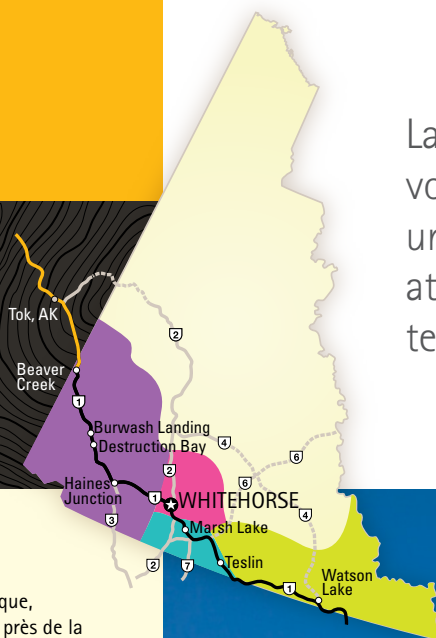 La
vo
ur
at
te
Tok, AK
2
Beaver
Creek
1
Burwash Landing
Destruction Bay
4
6
2
6
Haines
Junction
1
WHITEHORSE
4
3
Marsh Lake
2
7
Teslin
1
Watson
Lake
que,
près de la